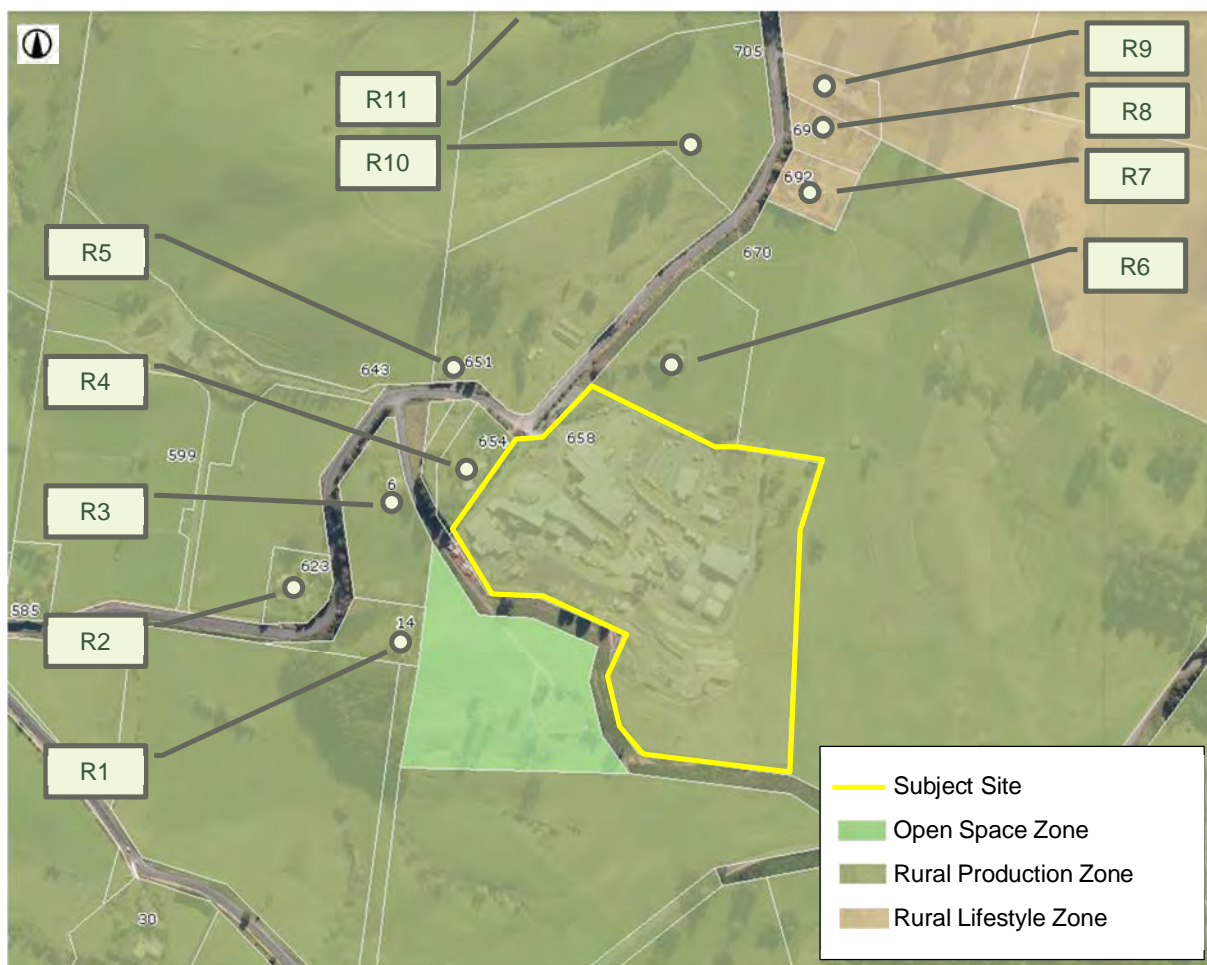 R11
705
R9
R10
69
R8
692
R7
R5
670
R6
651
R4
643
654
658
599
6
R3
623
585
R2
14
R1
Subject Site
Open Space Zone
Rural Production Zone
Rural Lifestyle Zone
30